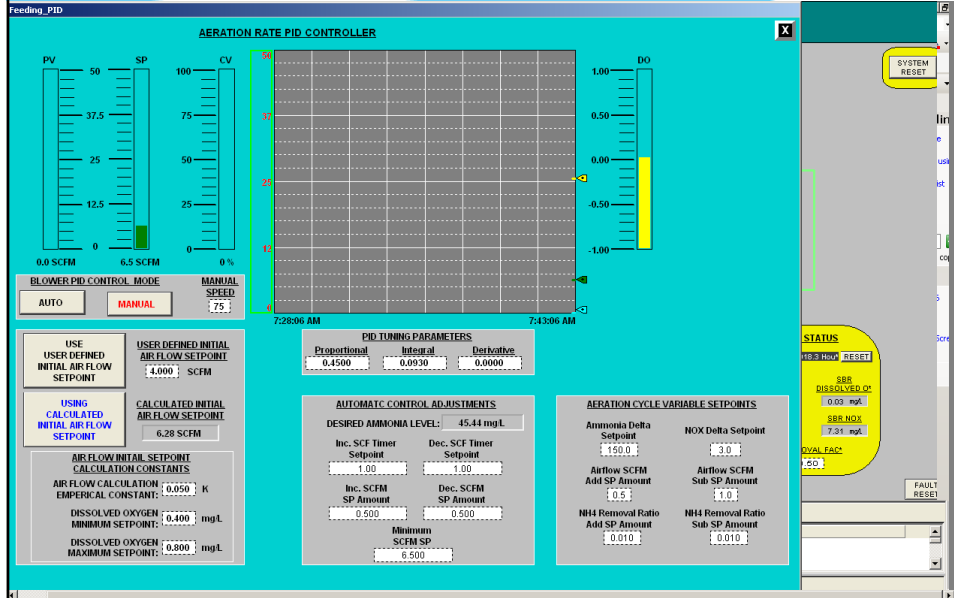 Feeding_PID
AERATION RATE PID CONTROLLER
X
PV SP CV
50 100
37.5 75
25 50
12.5 25
0 0
0.0 SCFM 6.5 SCFM 0 %
50
37
25
12
0
7:28:06 AM 7:43:06 AM
DO
1.00
0.50
0.00
-0.50
-1.00
BLOWER PID CONTROL MODE
AUTO
MANUAL
MANUAL
SPEED
75
USE
USER DEFINED
INITIAL AIR FLOW
SETPOINT
USER DEFINED INITIAL
AIR FLOW SETPOINT
4.000 SCFM
USING
CALCULATED
INITIAL AIR FLOW
SETPOINT
CALCULATED INITIAL
AIR FLOW SETPOINT
6.28 SCFM
AIR FLOW INITAIL SETPOINT
CALCULATION CONSTANTS
AIR FLOW CALCULATION
EMPERICAL CONSTANT: 0.050 K
DISSOLVED OXYGEN
MINIMUM SETPOINT: 0.400 mg/L
DISSOLVED OXYGEN
MAXIMUM SETPOINT: 0.800 mg/L
PID TUNING PARAMETERS
Proportional Integral Derivative
0.4500 0.0930 0.0000
AUTOMATC CONTROL ADJUSTMENTS
DESIRED AMMONIA LEVEL: 45.44 mg/L
Inc. SCF Timer
Setpoint
1.00
Dec. SCF Timer
Setpoint
1.00
Inc. SCFM
SP Amount
0.500
Dec. SCFM
SP Amount
0.500
Minimum
SCFM SP
6.500
AERATION CYCLE VARIABLE SETPOINTS
Ammonia Delta
Setpoint
150.0
NOX Delta Setpoint
3.0
Airflow SCFM
Add SP Amount
0.5
Airflow SCFM
Sub SP Amount
1.0
NH4 Removal Ratio
Add SP Amount
0.010
NH4 Removal Ratio
Sub SP Amount
0.010
SYSTEM
RESET
STATUS
018.3 Hou* RESET
SBR
DISSOLVED O*
0.03 mg/L
SBR NOX
7.31 mg/L
OVAL FAC*
0.50
FAULT
RESET